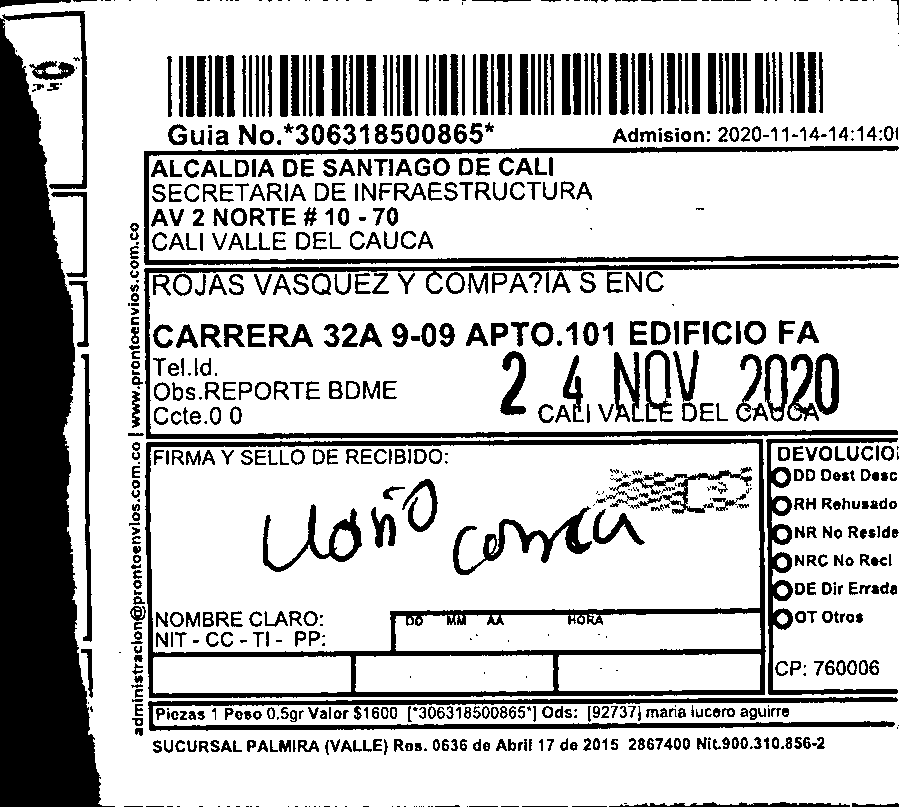 Guia No.*306318500865*
Admision: 2020-11-14-14:14:0
ALCALDIA DE SANTIAGO DE CALI
SECRETARIA DE INFRAESTRUCTURA
AV 2 NORTE # 10 - 70
CALI VALLE DEL CAUCA
ROJAS VASQUEZ Y COMPA?IA S ENC
CARRERA 32A 9-09 APTO.101 EDIFICIO FA
Tel.Id.
Obs.REPORTE BDME
Ccte.0 0
24 NOV 2020
CALI VALLE DEL CAUCA
administracion@prontoenvios.com.co | www.prontoenvios.com.co
FIRMA Y SELLO DE RECIBIDO:
NOMBRE CLARO:
NIT - CC - TI - PP:
DD MM AA HORA
DEVOLUCIO
DD Dest Desc
RH Rehusado
NR No Reside
NRC No Recl
DE Dir Errada
OT Otros
CP: 760006
Piezas 1 Peso 0.5gr Valor $1600 [*306318500865*] Ods: [92737] maria lucero aguirre
SUCURSAL PALMIRA (VALLE) Res. 0636 de Abril 17 de 2015 2867400 Nit.900.310.856-2